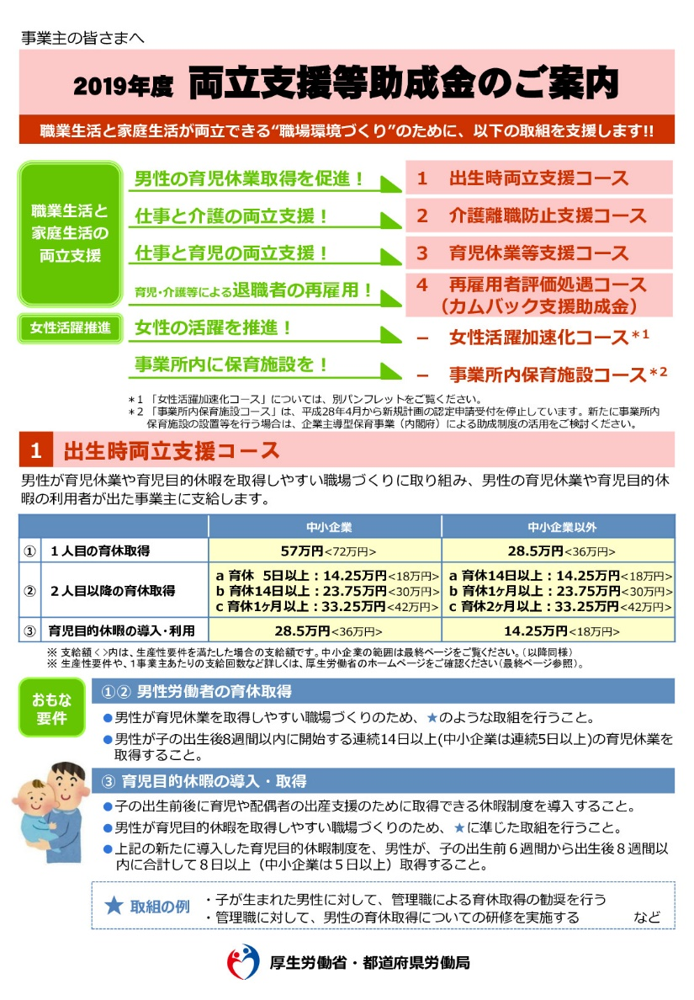 事業主の皆さまへ
2019年度 両立支援等助成金のご案内
職業生活と家庭生活が両立できる“職場環境づくり”のために、以下の取組を支援します!!
職業生活と
家庭生活の
両立支援
男性の育児休業取得を促進！
1 出生時両立支援コース
仕事と介護の両立支援！
2 介護離職防止支援コース
仕事と育児の両立支援！
3 育児休業等支援コース
育児・介護等による退職者の再雇用！
4 再雇用者評価処遇コース
（カムバック支援助成金）
女性活躍推進
女性の活躍を推進！
− 女性活躍加速化コース＊1
事業所内に保育施設を！
− 事業所内保育施設コース＊2
＊1 「女性活躍加速化コース」については、別パンフレットをご覧ください。
＊2 「事業所内保育施設コース」は、平成28年4月から新規計画の認定申請受付を停止しています。新たに事業所内
保育施設の設置等を行う場合は、企業主導型保育事業（内閣府）による助成制度の活用をご検討ください。
1 出生時両立支援コース
男性が育児休業や育児目的休暇を取得しやすい職場づくりに取り組み、男性の育児休業や育児目的休
暇の利用者が出た事業主に支給します。
中小企業 中小企業以外
① １人目の育休取得 57万円<72万円> 28.5万円<36万円>
② ２人目以降の育休取得
a 育休 5日以上：14.25万円<18万円> a 育休14日以上：14.25万円<18万円>
b 育休14日以上：23.75万円<30万円> b 育休1ヶ月以上：23.75万円<30万円>
c 育休1ヶ月以上：33.25万円<42万円> c 育休2ヶ月以上：33.25万円<42万円>
③ 育児目的休暇の導入・利用 28.5万円<36万円> 14.25万円<18万円>
※ 支給額＜＞内は、生産性要件を満たした場合の支給額です。中小企業の範囲は最終ページをご覧ください。（以降同様）
※ 生産性要件や、１事業主あたりの支給回数など詳しくは、厚生労働省のホームページをご確認ください（最終ページ参照）。
おもな
要件
①② 男性労働者の育休取得
●男性が育児休業を取得しやすい職場づくりのため、★のような取組を行うこと。
●男性が子の出生後8週間以内に開始する連続14日以上(中小企業は連続5日以上)の育児休業を
取得すること。
③ 育児目的休暇の導入・取得
●子の出生前後に育児や配偶者の出産支援のために取得できる休暇制度を導入すること。
●男性が育児目的休暇を取得しやすい職場づくりのため、★に準じた取組を行うこと。
●上記の新たに導入した育児目的休暇制度を、男性が、子の出生前６週間から出生後８週間以
内に合計して８日以上（中小企業は５日以上）取得すること。
★ 取組の例
・子が生まれた男性に対して、管理職による育休取得の勧奨を行う
・管理職に対して、男性の育休取得についての研修を実施する など
厚生労働省・都道府県労働局